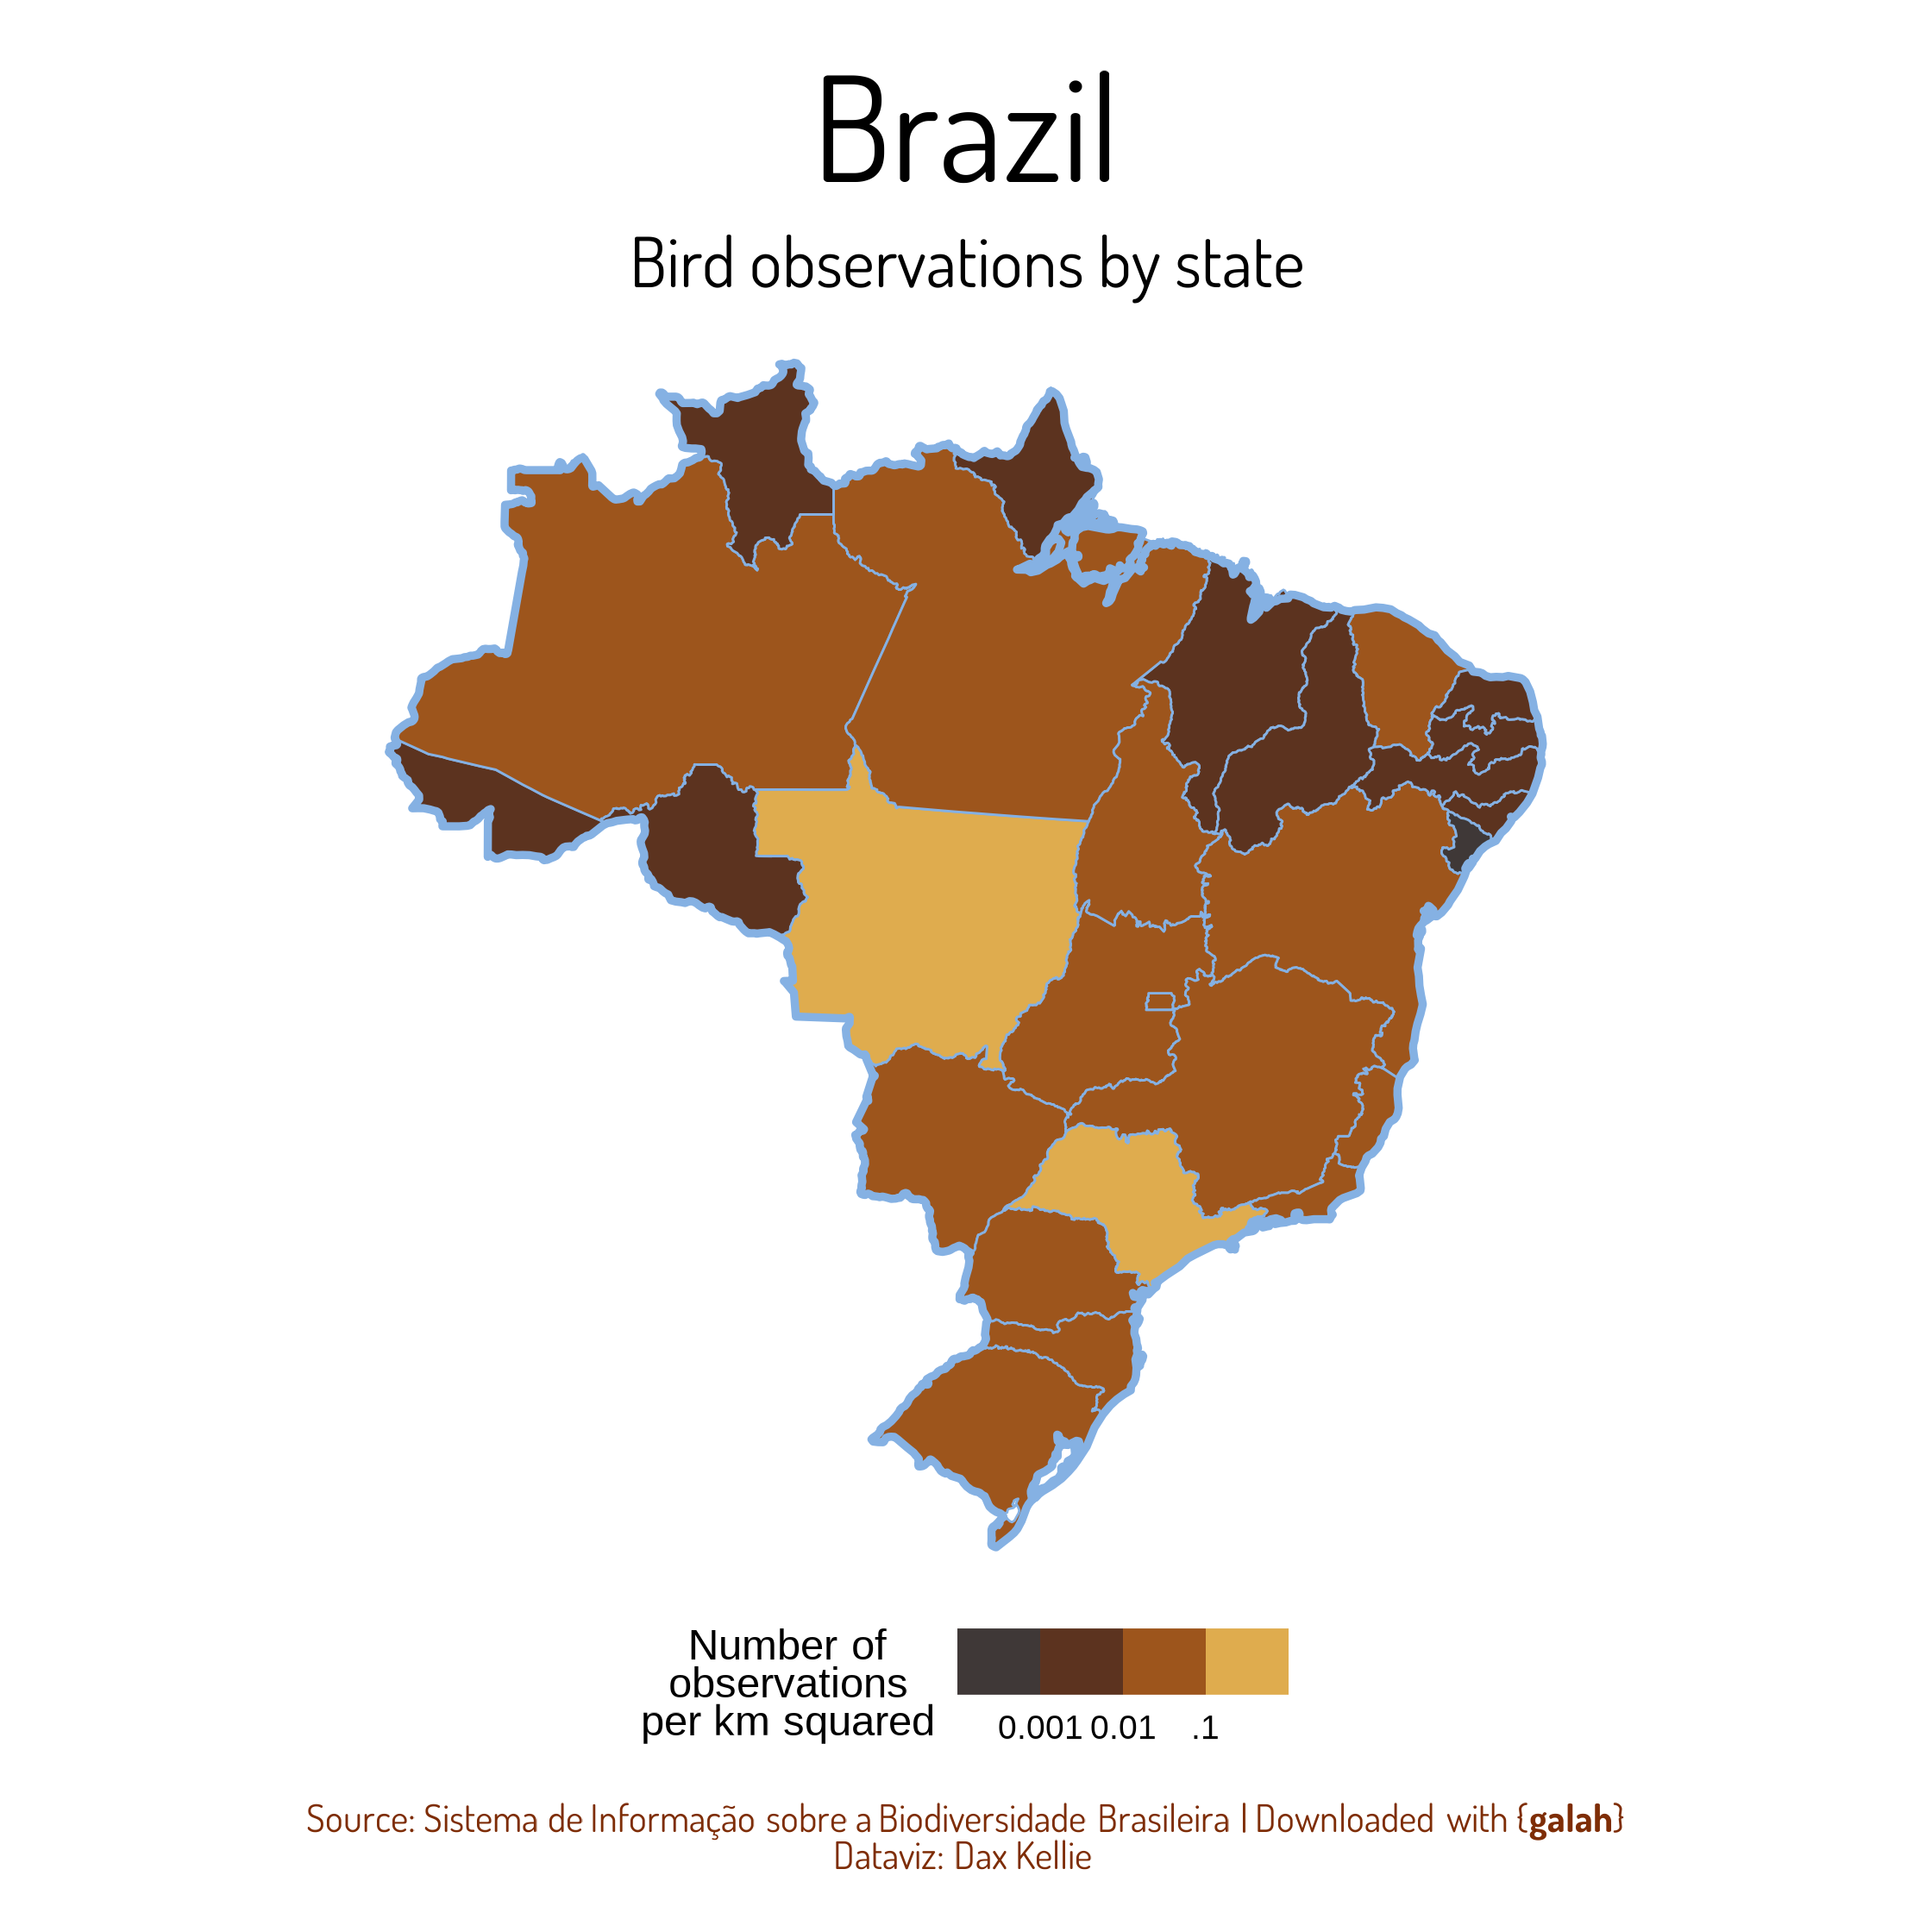 Brazil
Bird observations by state
Number of
observations
per km squared
0.001 0.01 .1
Source: Sistema de Informação sobre a Biodiversidade Brasileira | Downloaded with {galah}
Dataviz: Dax Kellie